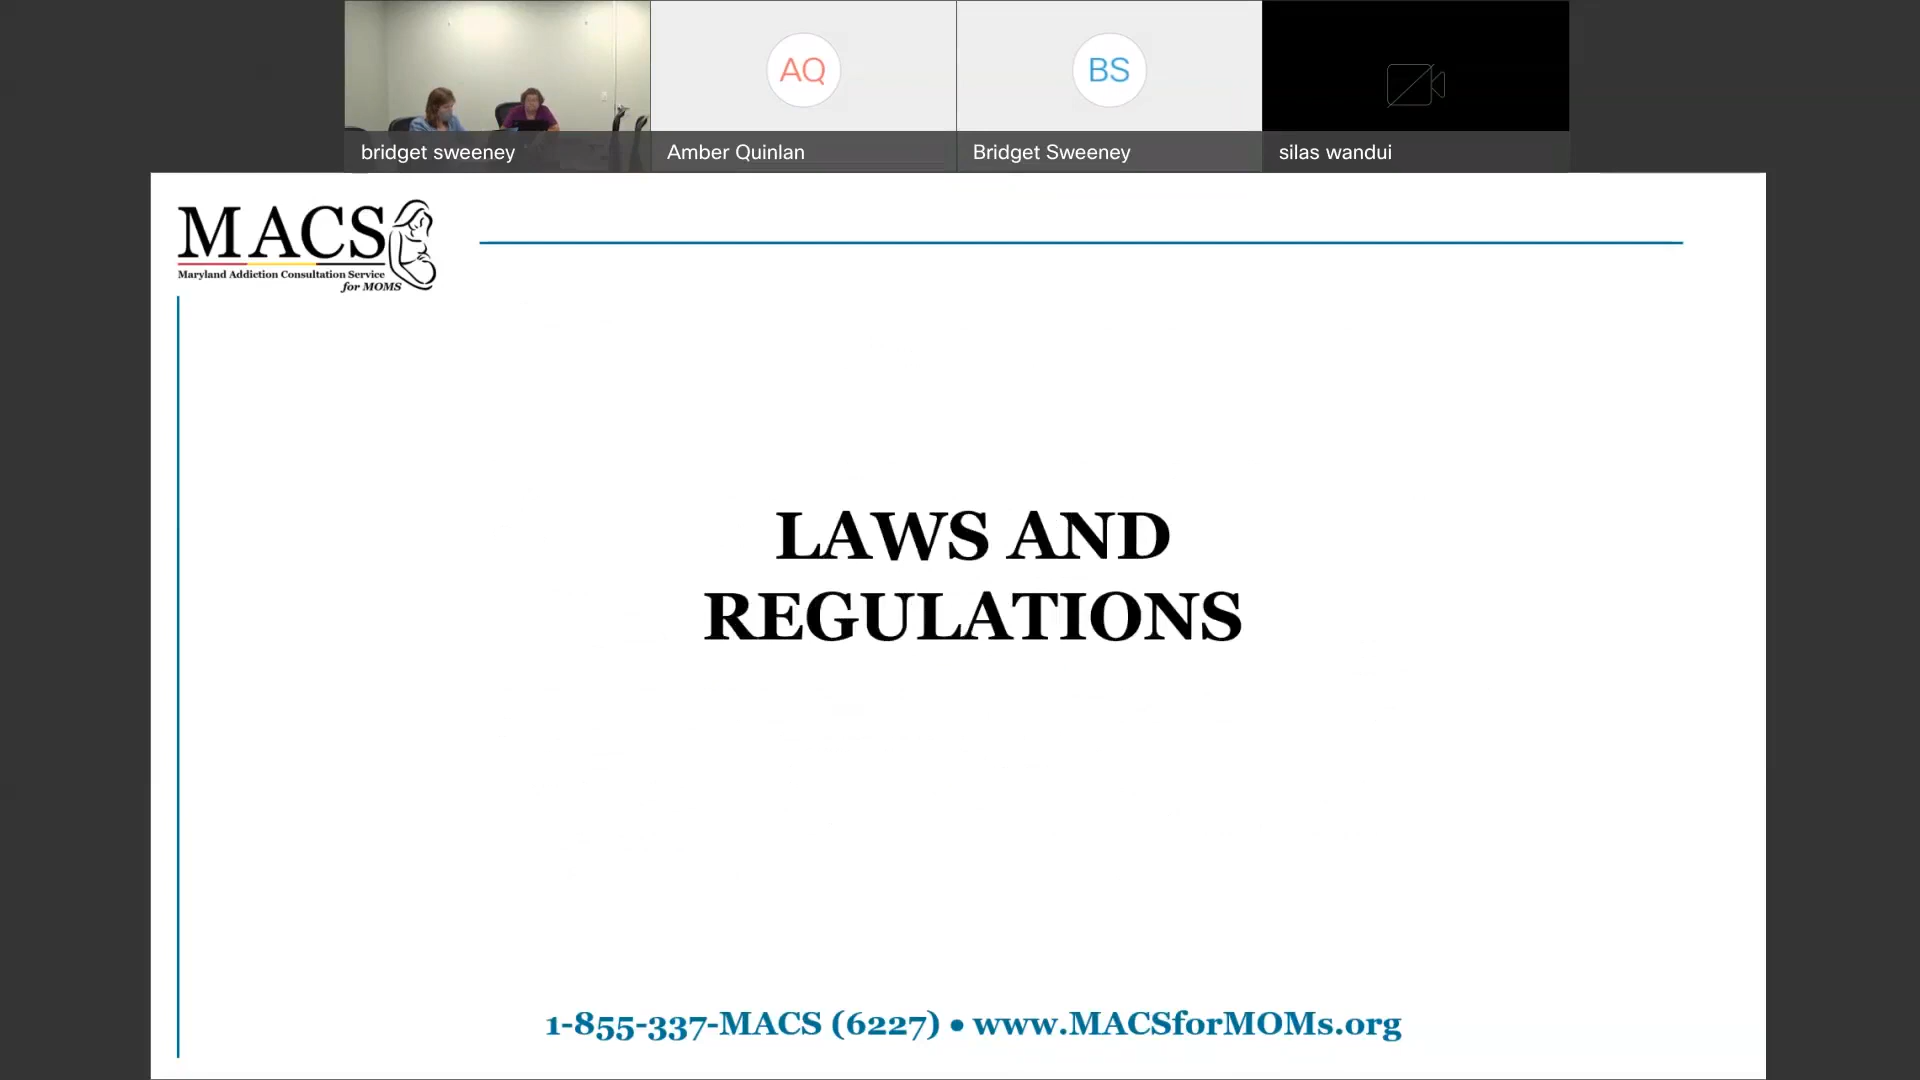 AQ
BS
bridget sweeney
Amber Quinlan
Bridget Sweeney
silas wandui
MACS
Maryland Addiction Consultation Service
for MOMS
LAWS AND
REGULATIONS
1-855-337-MACS (6227) • www.MACSforMOMs.org